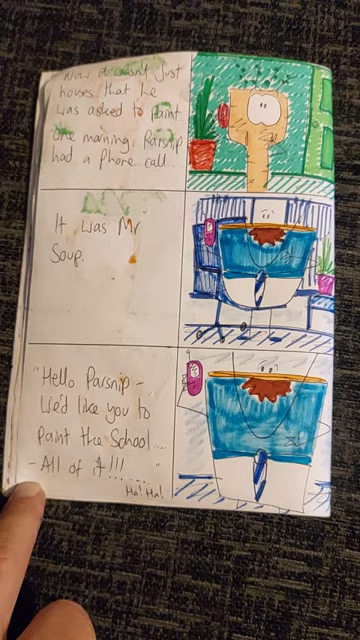 Now it wasn't just
houses that he
was asked to paint
One morning Parsnip
had a phone call...
It was Mr
Soup.
"Hello Parsnip -
We'd like you to
paint the School...
- All of it!!! ....... "
Ha! Ha!